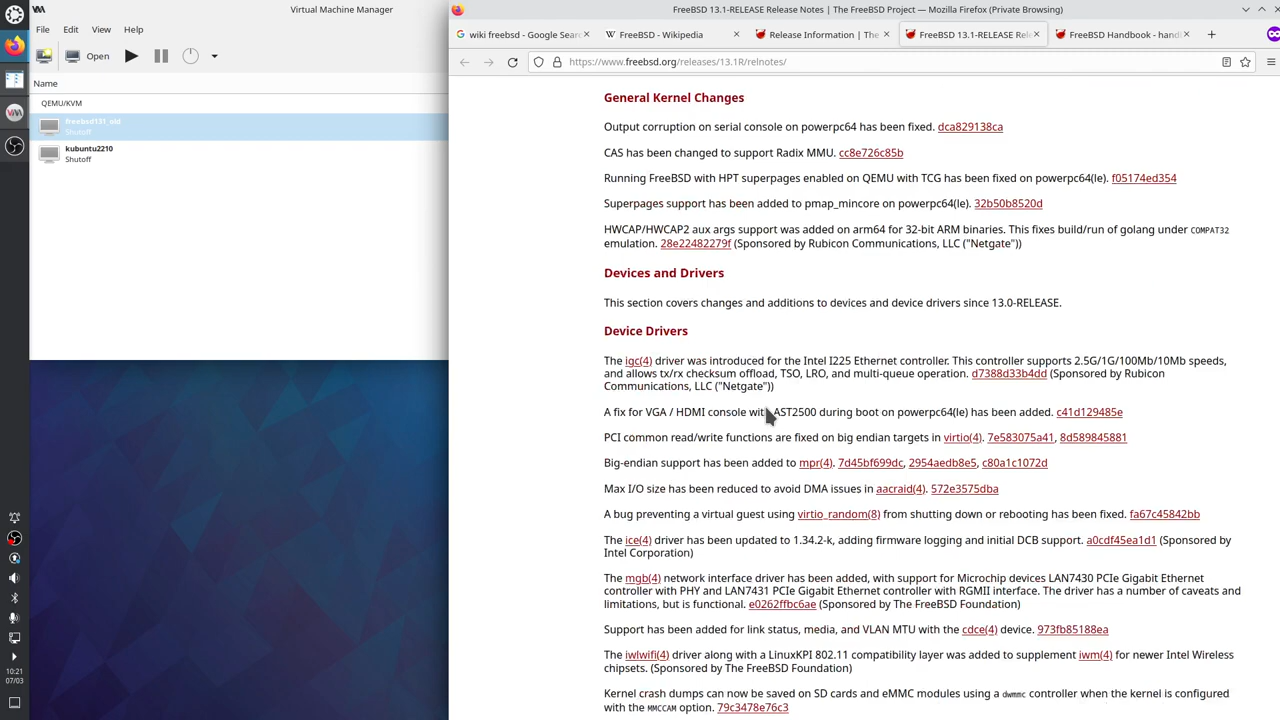 Virtual Machine Manager
File Edit View Help
Open
Name
QEMU/KVM
freebsd131_old
Shutoff
kubuntu2210
Shutoff
10:21
07/03
FreeBSD 13.1-RELEASE Release Notes | The FreeBSD Project — Mozilla Firefox (Private Browsing)
wiki freebsd - Google Sear
FreeBSD - Wikipedia
Release Information | The
FreeBSD 13.1-RELEASE Rele
FreeBSD Handbook - handb
https://www.freebsd.org/releases/13.1R/relnotes/
General Kernel Changes
Output corruption on serial console on powerpc64 has been fixed. dca829138ca
CAS has been changed to support Radix MMU. cc8e726c85b
Running FreeBSD with HPT superpages enabled on QEMU with TCG has been fixed on powerpc64(le). f05174ed354
Superpages support has been added to pmap_mincore on powerpc64(le). 32b50b8520d
HWCAP/HWCAP2 aux args support was added on arm64 for 32-bit ARM binaries. This fixes build/run of golang under COMPAT32
emulation. 28e22482279f (Sponsored by Rubicon Communications, LLC ("Netgate"))
Devices and Drivers
This section covers changes and additions to devices and device drivers since 13.0-RELEASE.
Device Drivers
The igc(4) driver was introduced for the Intel I225 Ethernet controller. This controller supports 2.5G/1G/100Mb/10Mb speeds,
and allows tx/rx checksum offload, TSO, LRO, and multi-queue operation. d7388d33b4dd (Sponsored by Rubicon
Communications, LLC ("Netgate"))
A fix for VGA / HDMI console with AST2500 during boot on powerpc64(le) has been added. c41d129485e
PCI common read/write functions are fixed on big endian targets in virtio(4). 7e583075a41, 8d589845881
Big-endian support has been added to mpr(4). 7d45bf699dc, 2954aedb8e5, c80a1c1072d
Max I/O size has been reduced to avoid DMA issues in aacraid(4). 572e3575dba
A bug preventing a virtual guest using virtio_random(8) from shutting down or rebooting has been fixed. fa67c45842bb
The ice(4) driver has been updated to 1.34.2-k, adding firmware logging and initial DCB support. a0cdf45ea1d1 (Sponsored by
Intel Corporation)
The mgb(4) network interface driver has been added, with support for Microchip devices LAN7430 PCIe Gigabit Ethernet
controller with PHY and LAN7431 PCIe Gigabit Ethernet controller with RGMII interface. The driver has a number of caveats and
limitations, but is functional. e0262ffbc6ae (Sponsored by The FreeBSD Foundation)
Support has been added for link status, media, and VLAN MTU with the cdce(4) device. 973fb85188ea
The iwlwifi(4) driver along with a LinuxKPI 802.11 compatibility layer was added to supplement iwm(4) for newer Intel Wireless
chipsets. (Sponsored by The FreeBSD Foundation)
Kernel crash dumps can now be saved on SD cards and eMMC modules using a dwmmc controller when the kernel is configured
with the MMCCAM option. 79c3478e76c3